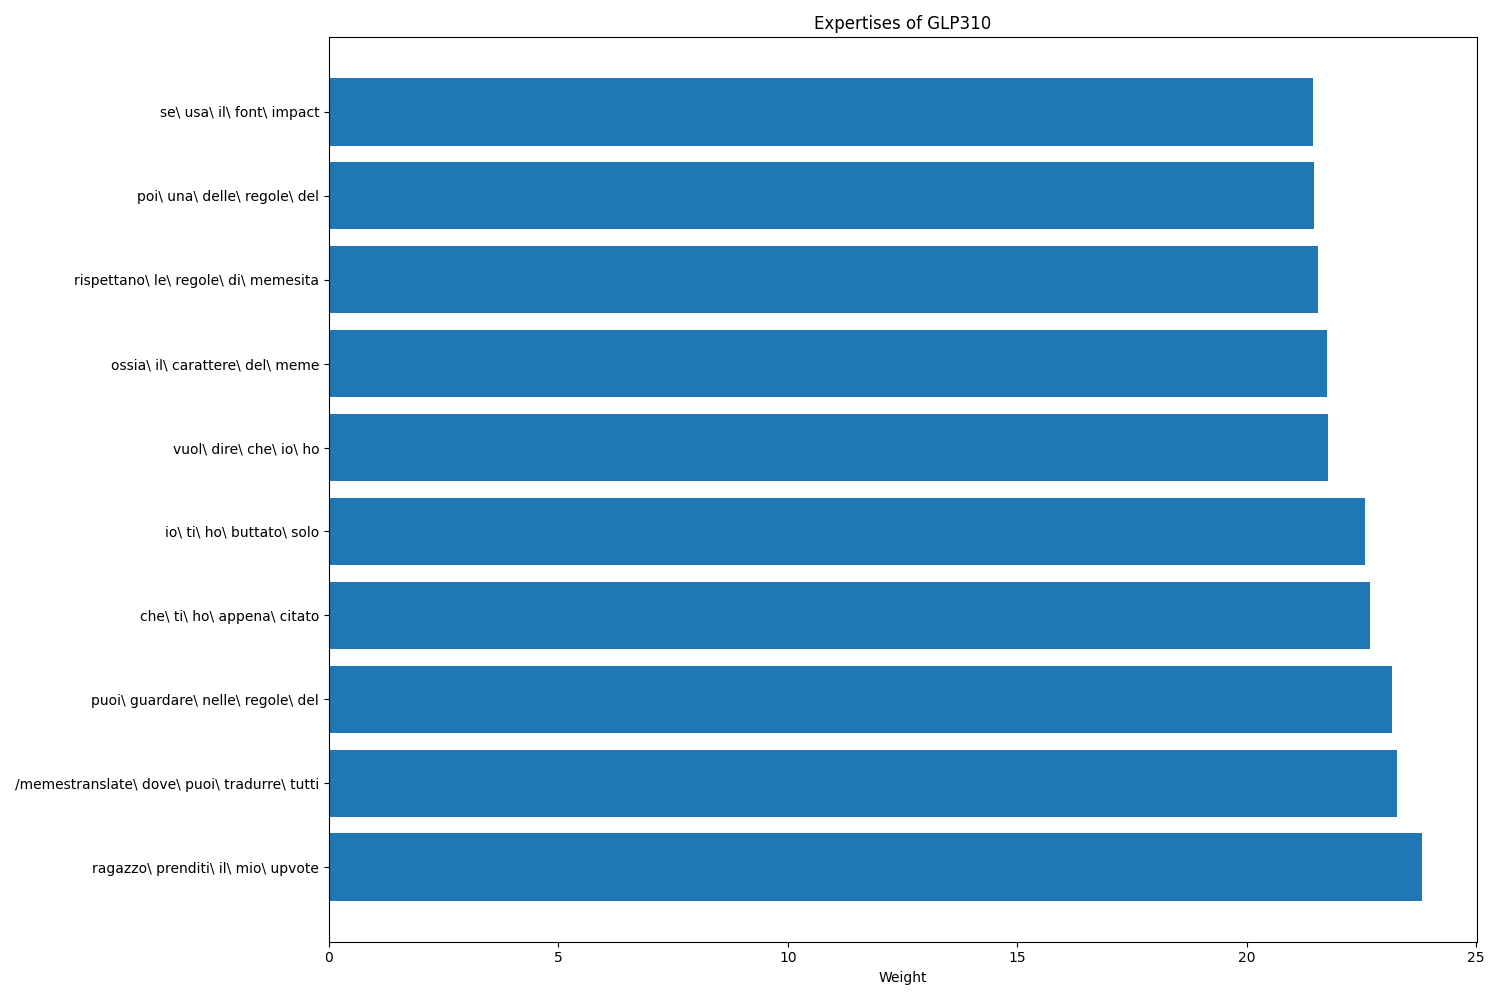 Expertises of GLP310
se\ usa\ il\ font\ impact
poi\ una\ delle\ regole\ del
rispettano\ le\ regole\ di\ memesita
ossia\ il\ carattere\ del\ meme
vuol\ dire\ che\ io\ ho
io\ ti\ ho\ buttato\ solo
che\ ti\ ho\ appena\ citato
puoi\ guardare\ nelle\ regole\ del
/memestranslate\ dove\ puoi\ tradurre\ tutti
ragazzo\ prenditi\ il\ mio\ upvote
0 5 10 15 20 25
Weight